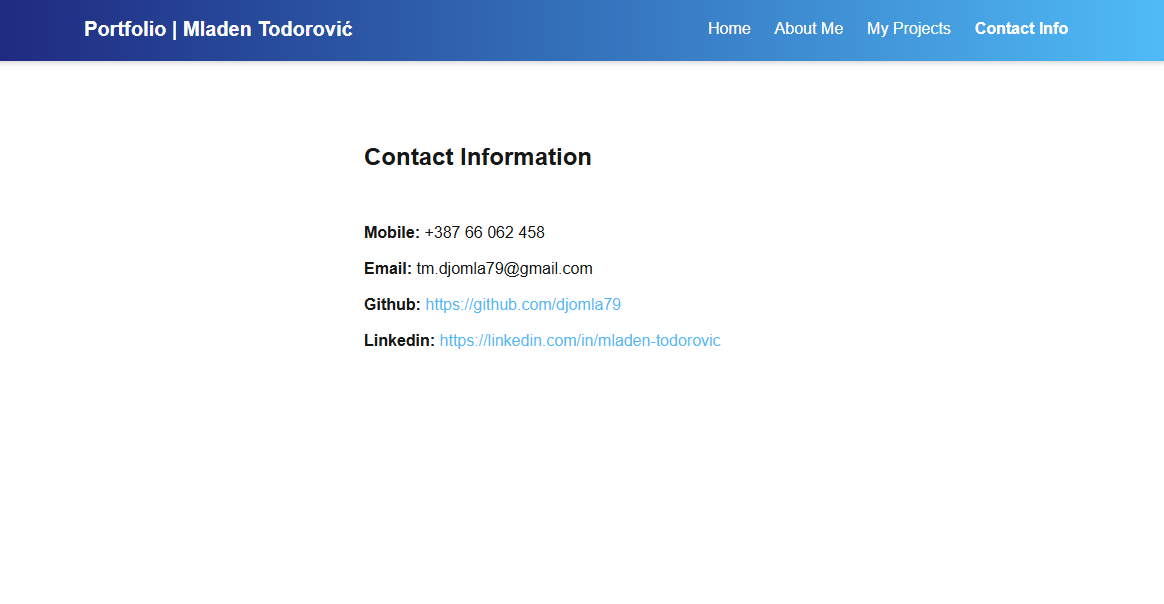 Portfolio | Mladen Todorović
Home About Me My Projects Contact Info
Contact Information
Mobile: +387 66 062 458
Email: tm.djomla79@gmail.com
Github: https://github.com/djomla79
Linkedin: https://linkedin.com/in/mladen-todorovic